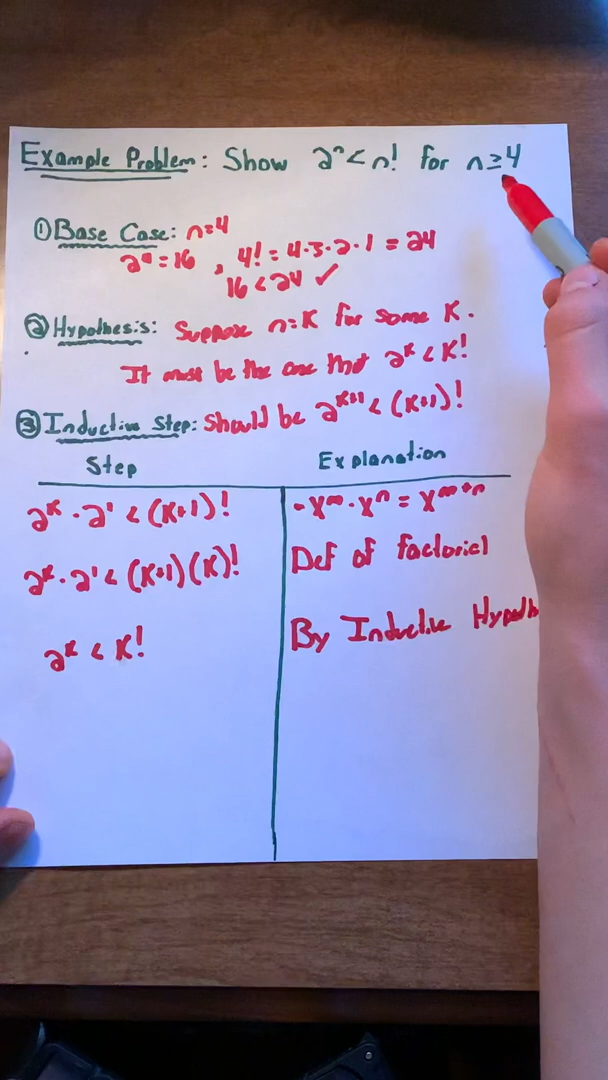 Example Problem: Show 2ⁿ < n! for n ≥ 4
① Base Case: n=4
2⁴ = 16 , 4! = 4·3·2·1 = 24
16 < 24 ✓
② Hypothesis: Suppose n=K for some K.
It must be the case that 2ᴷ < K!
③ Inductive Step: Should be 2ᴷ⁺¹ < (K+1)!
Step Explanation
2ᴷ · 2¹ < (K+1)! - xᵐ · xⁿ = xᵐ⁺ⁿ
2ᴷ · 2¹ < (K+1)(K)! Def of factorial
2ᴷ < K! By Inductive Hypoth